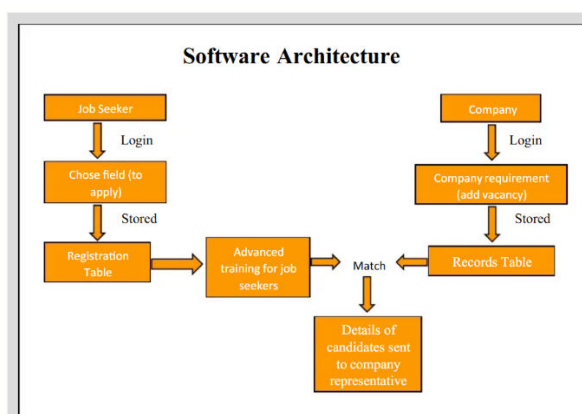 Software Architecture
Job Seeker
Company
Login
Login
Chose field (to
apply)
Company requirement
(add vacancy)
Stored
Stored
Registration
Table
Advanced
training for job
seekers
Match
Records Table
Details of
candidates sent
to company
representative